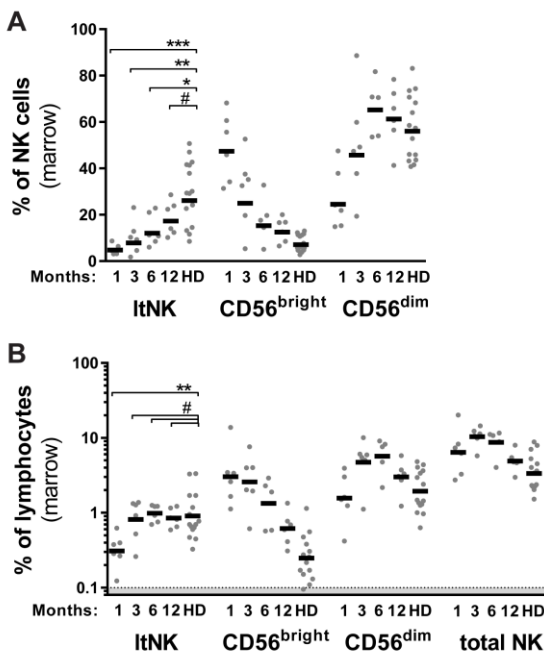 A
% of NK cells
(marrow)
100
80
60
40
20
0
***
**
*
#
Months: 1 3 6 12 HD 1 3 6 12 HD 1 3 6 12 HD
ltNK CD56bright CD56dim
B
% of lymphocytes
(marrow)
100
10
1
0.1
**
#
Months: 1 3 6 12 HD 1 3 6 12 HD 1 3 6 12 HD 1 3 6 12 HD
ltNK CD56bright CD56dim total NK